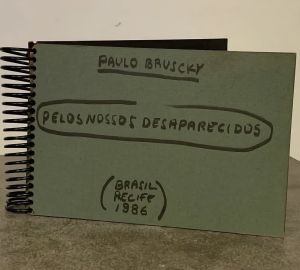 PAULO BRUSCKY
PELOS NOSSOS DESAPARECIDOS
(BRASIL
RECIFE
1986)